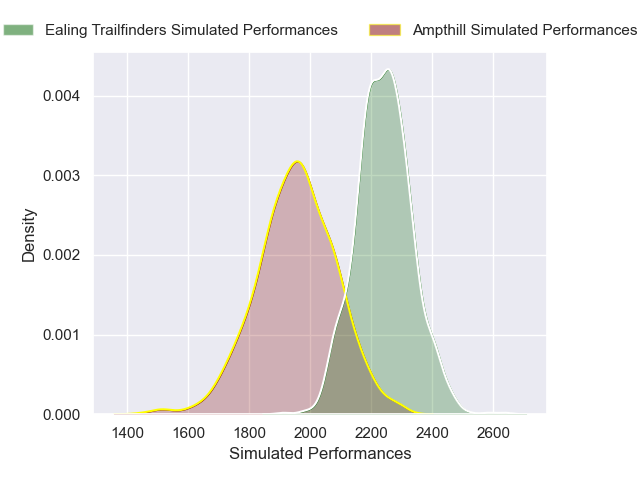 Ealing Trailfinders Simulated Performances
Ampthill Simulated Performances
0.004
0.003
0.002
0.001
0.000
Density
1400 1600 1800 2000 2200 2400 2600
Simulated Performances